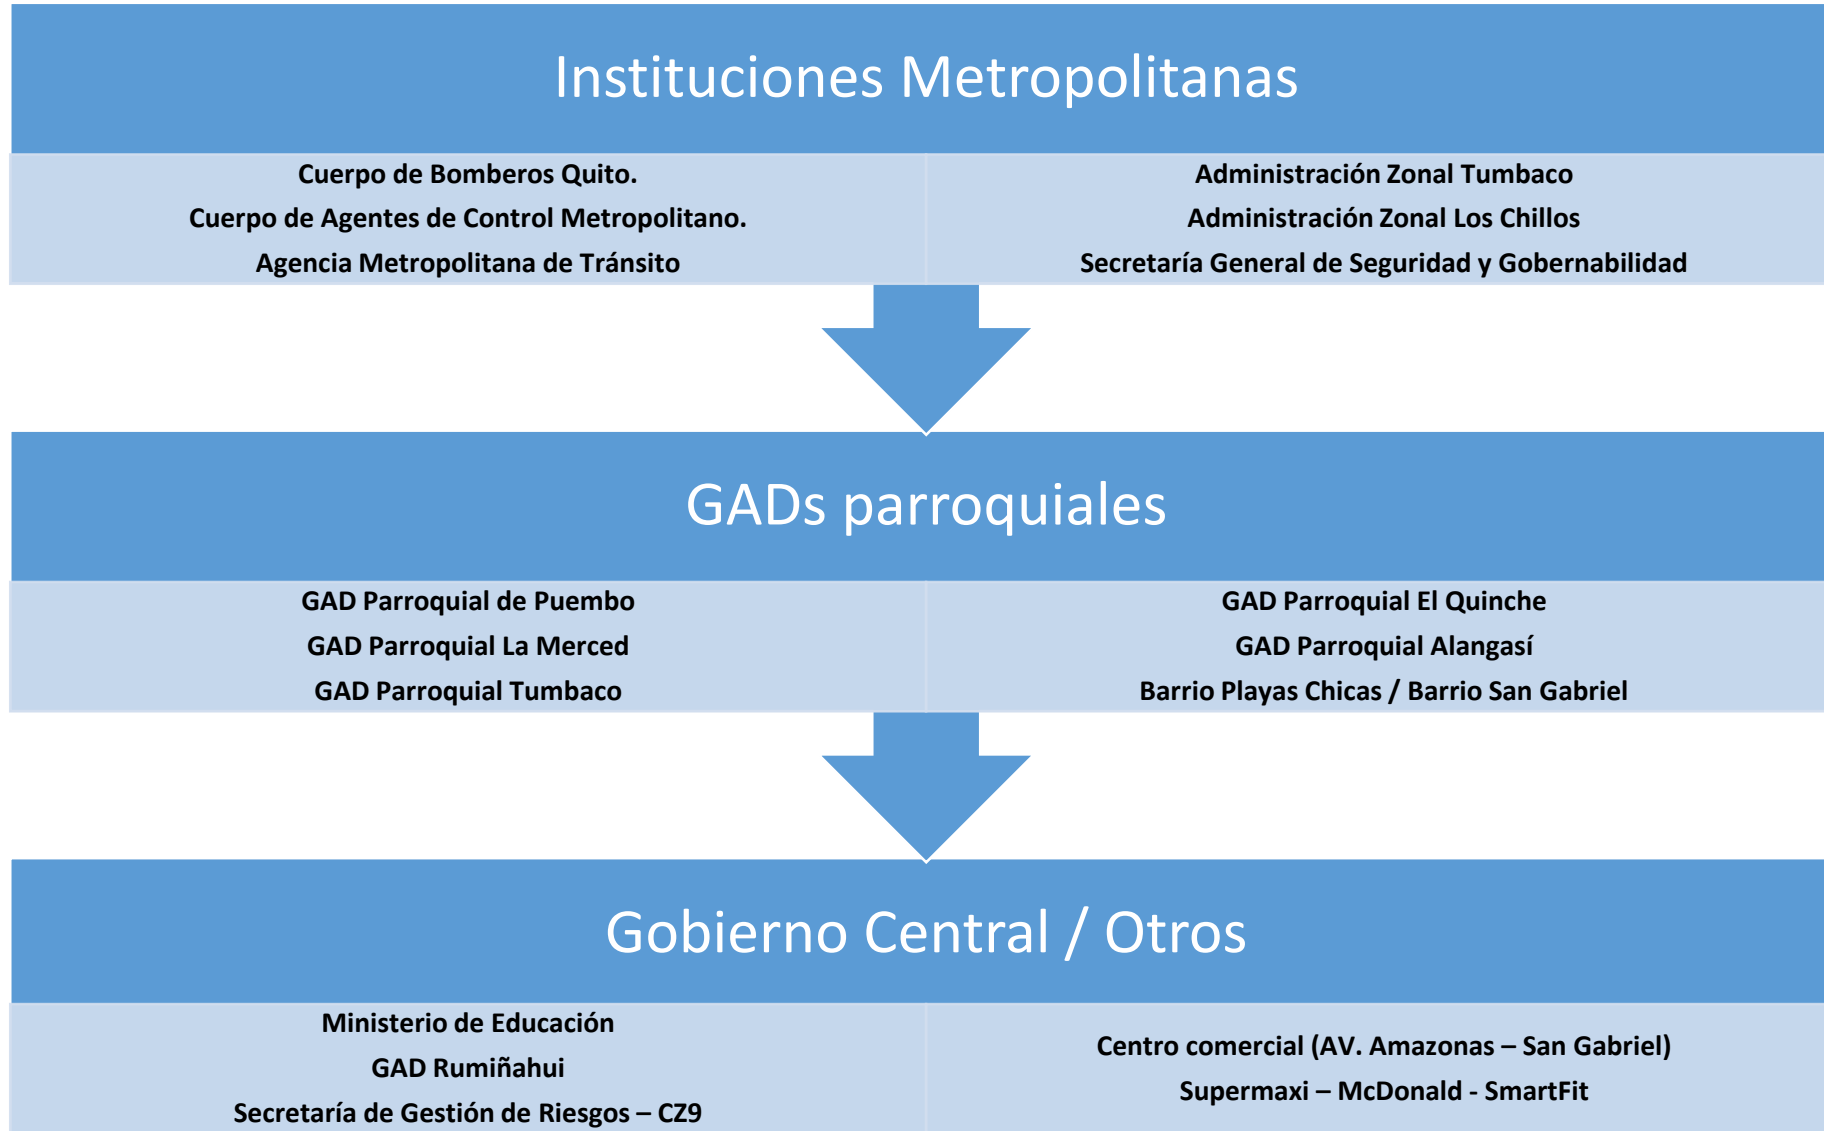 Instituciones Metropolitanas
Cuerpo de Bomberos Quito.
Cuerpo de Agentes de Control Metropolitano.
Agencia Metropolitana de Tránsito
Administración Zonal Tumbaco
Administración Zonal Los Chillos
Secretaría General de Seguridad y Gobernabilidad
GADs parroquiales
GAD Parroquial de Puembo
GAD Parroquial La Merced
GAD Parroquial Tumbaco
GAD Parroquial El Quinche
GAD Parroquial Alangasí
Barrio Playas Chicas / Barrio San Gabriel
Gobierno Central / Otros
Ministerio de Educación
GAD Rumiñahui
Secretaría de Gestión de Riesgos – CZ9
Centro comercial (AV. Amazonas – San Gabriel)
Supermaxi – McDonald - SmartFit